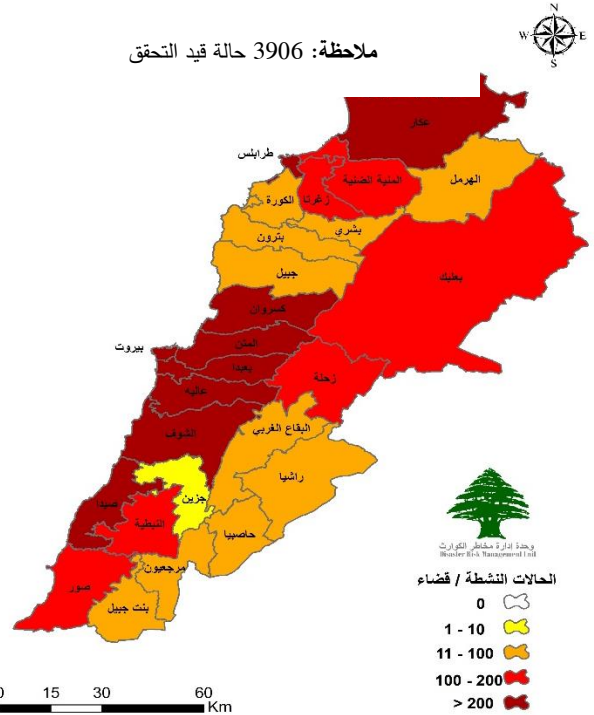 N
W E
S
ملاحظة: 3906 حالة قيد التحقق
عكار
طرابلس
المنية الضنية
الهرمل
زغرتا
الكورة
بشري
بترون
جبيل
بعلبك
كسروان
المتن
بيروت
بعبدا
زحلة
عاليه
الشوف
البقاع الغربي
راشيا
جزين
صيدا
النبطية
حاصبيا
مرجعيون
صور
بنت جبيل
وحدة إدارة مخاطر الكوارث
Disaster Risk Management Unit
الحالات النشطة / قضاء
0
1 - 10
11 - 100
100 - 200
> 200
0 15 30 60
Km